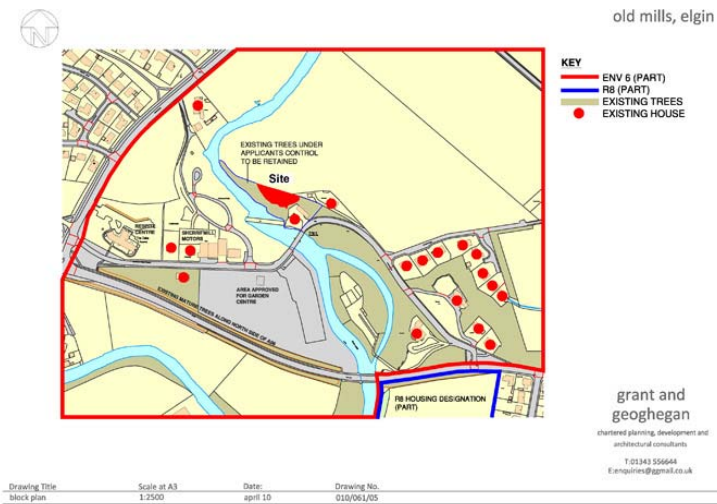 old mills, elgin
N
KEY
ENV 6 (PART)
R8 (PART)
EXISTING TREES
EXISTING HOUSE
EXISTING TREES UNDER
APPLICANTS CONTROL
TO BE RETAINED
Site
CENTRE
SHERRIFMILL
MOTORS
AREA APPROVED
FOR GARDEN
CENTRE
EXISTING MATURE TREES ALONG NORTH SIDE OF A96
R8 HOUSING DESIGNATION
(PART)
grant and
geoghegan
chartered planning, development and
architectural consultants
T:01343 556644
E:enquiries@ggmail.co.uk
Drawing Title
block plan
Scale at A3
1:2500
Date:
april 10
Drawing No.
010/061/05